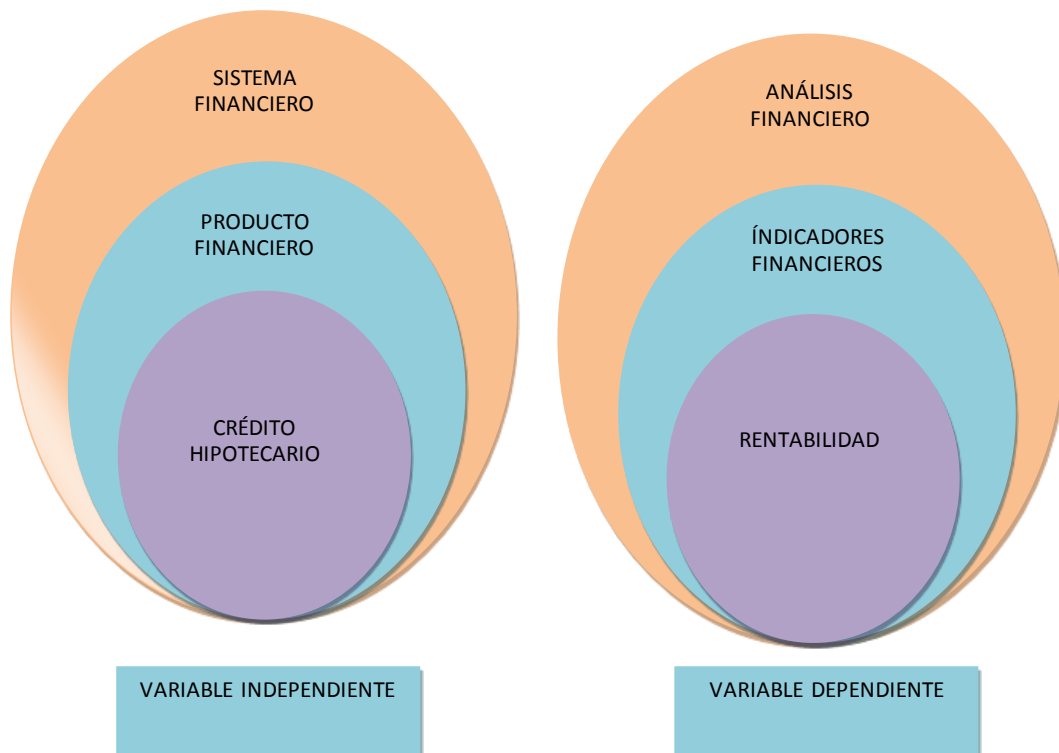 SISTEMA
FINANCIERO
PRODUCTO
FINANCIERO
CRÉDITO
HIPOTECARIO
VARIABLE INDEPENDIENTE
ANÁLISIS
FINANCIERO
ÍNDICADORES
FINANCIEROS
RENTABILIDAD
VARIABLE DEPENDIENTE